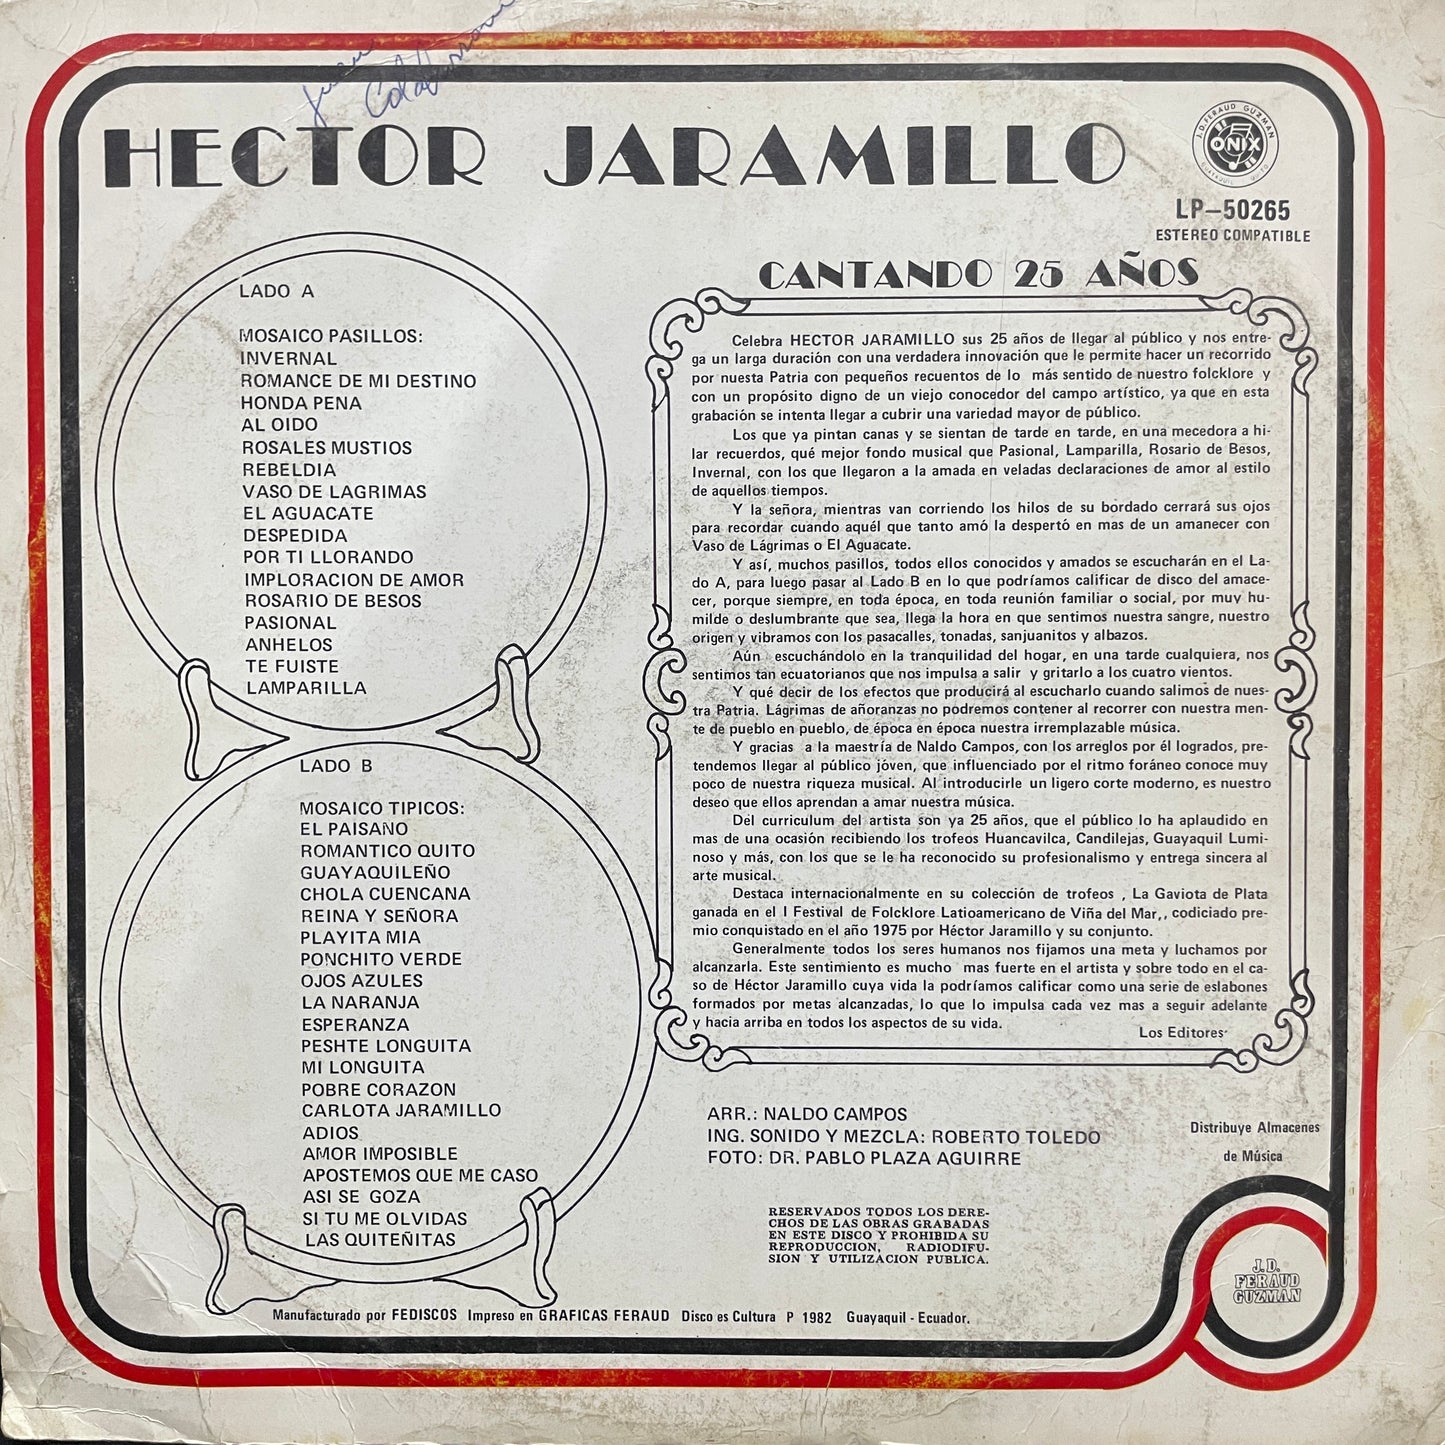 HECTOR JARAMILLO
J.D. FERAUD GUZMAN
ONIX
GUAYAQUIL
LP-50265
ESTEREO COMPATIBLE
LADO A
MOSAICO PASILLOS:
INVERNAL
ROMANCE DE MI DESTINO
HONDA PENA
AL OIDO
ROSALES MUSTIOS
REBELDIA
VASO DE LAGRIMAS
EL AGUACATE
DESPEDIDA
POR TI LLORANDO
IMPLORACION DE AMOR
ROSARIO DE BESOS
PASIONAL
ANHELOS
TE FUISTE
LAMPARILLA
LADO B
MOSAICO TIPICOS:
EL PAISANO
ROMANTICO QUITO
GUAYAQUILEÑO
CHOLA CUENCANA
REINA Y SEÑORA
PLAYITA MIA
PONCHITO VERDE
OJOS AZULES
LA NARANJA
ESPERANZA
PESHTE LONGUITA
MI LONGUITA
POBRE CORAZON
CARLOTA JARAMILLO
ADIOS
AMOR IMPOSIBLE
APOSTEMOS QUE ME CASO
ASI SE GOZA
SI TU ME OLVIDAS
LAS QUITEÑITAS
CANTANDO 25 AÑOS
Celebra HECTOR JARAMILLO sus 25 años de llegar al público y nos entre-
ga un larga duración con una verdadera innovación que le permite hacer un recorrido
por nuesta Patria con pequeños recuentos de lo más sentido de nuestro folcklore y
con un propósito digno de un viejo conocedor del campo artístico, ya que en esta
grabación se intenta llegar a cubrir una variedad mayor de público.
Los que ya pintan canas y se sientan de tarde en tarde, en una mecedora a hi-
lar recuerdos, qué mejor fondo musical que Pasional, Lamparilla, Rosario de Besos,
Invernal, con los que llegaron a la amada en veladas declaraciones de amor al estilo
de aquellos tiempos.
Y la señora, mientras van corriendo los hilos de su bordado cerrará sus ojos
para recordar cuando aquél que tanto amó la despertó en mas de un amanecer con
Vaso de Lágrimas o El Aguacate.
Y así, muchos pasillos, todos ellos conocidos y amados se escucharán en el La-
do A, para luego pasar al Lado B en lo que podríamos calificar de disco del amace-
cer, porque siempre, en toda época, en toda reunión familiar o social, por muy hu-
milde o deslumbrante que sea, llega la hora en que sentimos nuestra sangre, nuestro
origen y vibramos con los pasacalles, tonadas, sanjuanitos y albazos.
Aún escuchándolo en la tranquilidad del hogar, en una tarde cualquiera, nos
sentimos tan ecuatorianos que nos impulsa a salir y gritarlo a los cuatro vientos.
Y qué decir de los efectos que producirá al escucharlo cuando salimos de nues-
tra Patria. Lágrimas de añoranzas no podremos contener al recorrer con nuestra men-
te de pueblo en pueblo, de época en época nuestra irremplazable música.
Y gracias a la maestría de Naldo Campos, con los arreglos por él logrados, pre-
tendemos llegar al público jóven, que influenciado por el ritmo foráneo conoce muy
poco de nuestra riqueza musical. Al introducirle un ligero corte moderno, es nuestro
deseo que ellos aprendan a amar nuestra música.
Del curriculum del artista son ya 25 años, que el público lo ha aplaudido en
mas de una ocasión recibiendo los trofeos Huancavilca, Candilejas, Guayaquil Lumi-
noso y más, con los que se le ha reconocido su profesionalismo y entrega sincera al
arte musical.
Destaca internacionalmente en su colección de trofeos , La Gaviota de Plata
ganada en el I Festival de Folcklore Latioamericano de Viña del Mar,, codiciado pre-
mio conquistado en el año 1975 por Héctor Jaramillo y su conjunto.
Generalmente todos los seres humanos nos fijamos una meta y luchamos por
alcanzarla. Este sentimiento es mucho mas fuerte en el artista y sobre todo en el ca-
so de Héctor Jaramillo cuya vida la podríamos calificar como una serie de eslabones
formados por metas alcanzadas, lo que lo impulsa cada vez mas a seguir adelante
y hacia arriba en todos los aspectos de su vida.
Los Editores
ARR.: NALDO CAMPOS
ING. SONIDO Y MEZCLA: ROBERTO TOLEDO
FOTO: DR. PABLO PLAZA AGUIRRE
Distribuye Almacenes
de Música
RESERVADOS TODOS LOS DERE-
CHOS DE LAS OBRAS GRABADAS
EN ESTE DISCO Y PROHIBIDA SU
REPRODUCCION, RADIODIFU-
SION Y UTILIZACION PUBLICA.
J.D.
FERAUD
GUZMAN
Manufacturado por FEDISCOS Impreso en GRAFICAS FERAUD Disco es Cultura P 1982 Guayaquil - Ecuador.